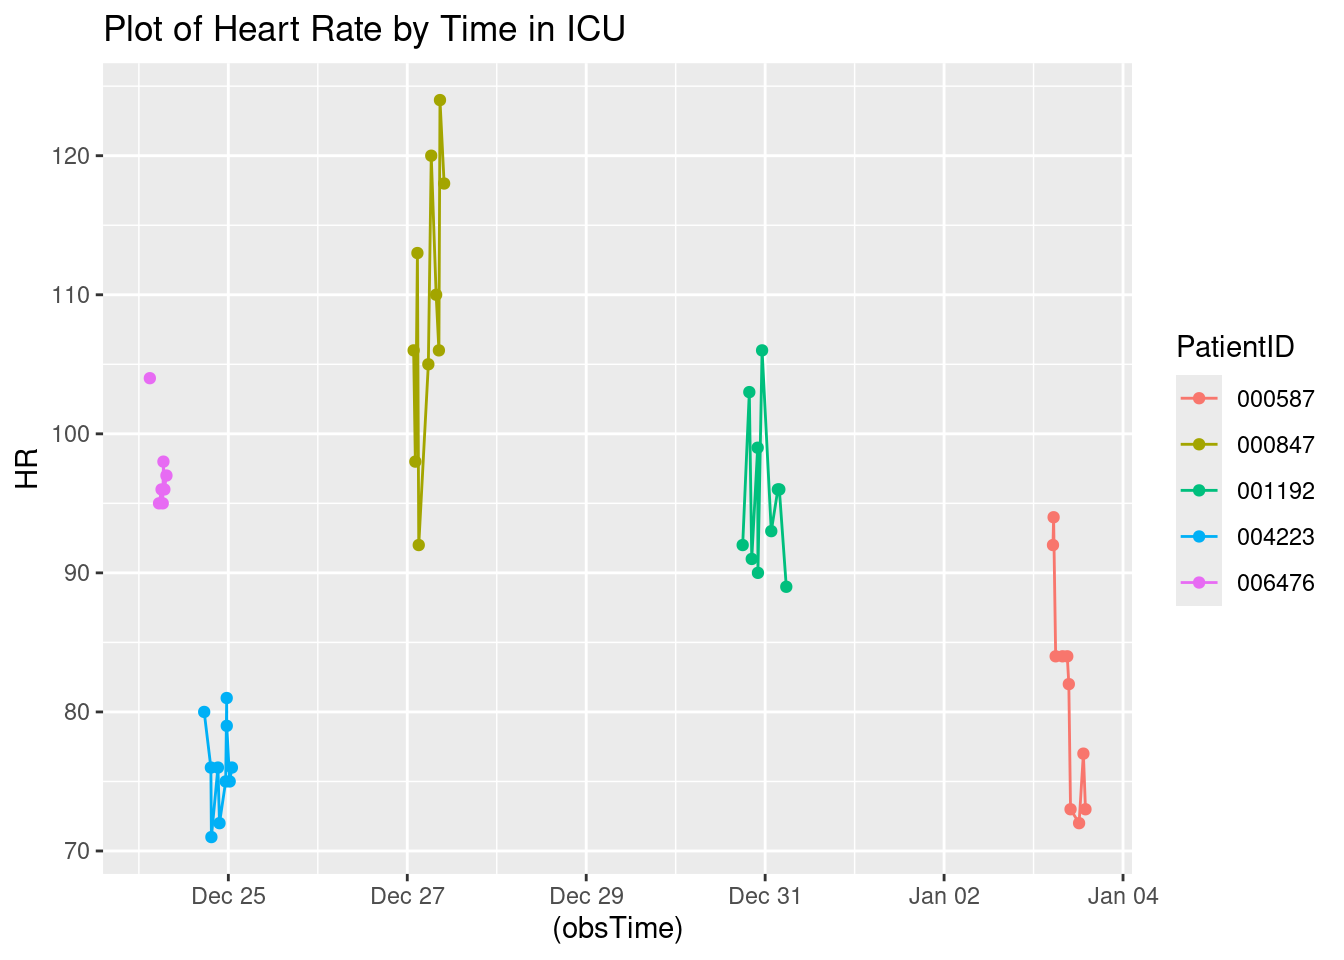 Plot of Heart Rate by Time in ICU
120
110
100
90
80
70
HR
Dec 25
Dec 27
Dec 29
Dec 31
Jan 02
Jan 04
(obsTime)
PatientID
000587
000847
001192
004223
006476